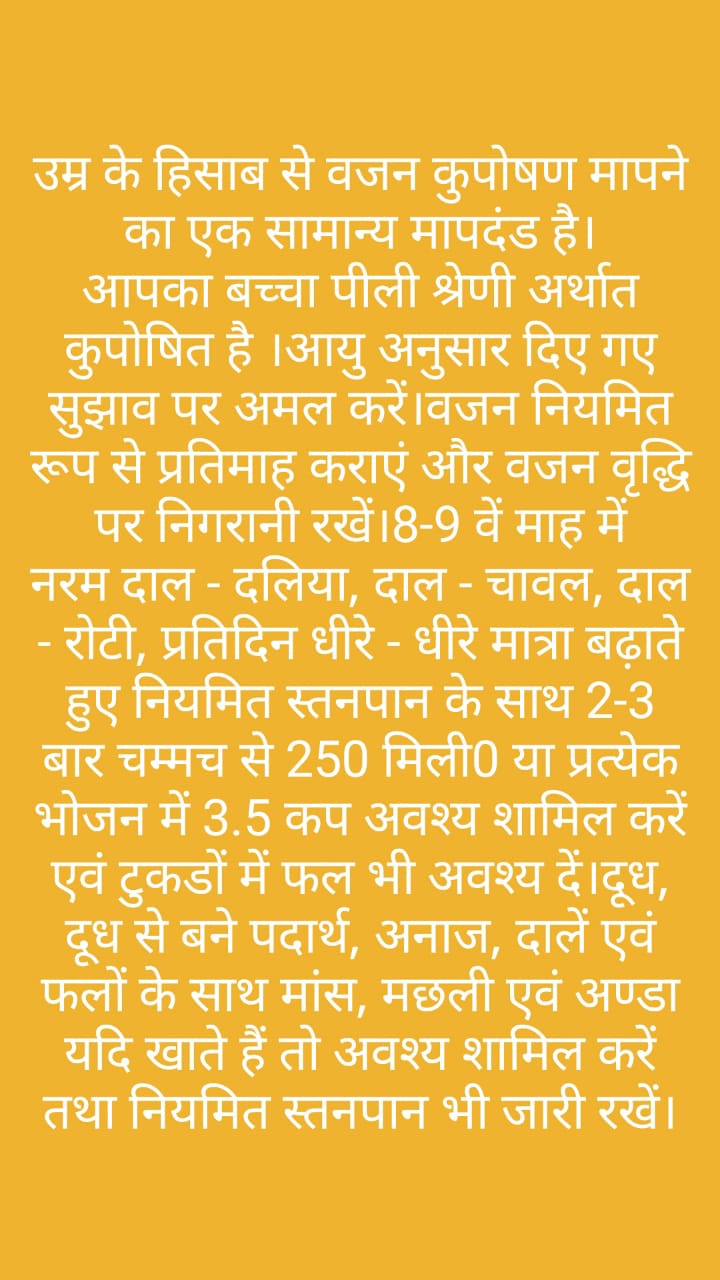 उम्र के हिसाब से वजन कुपोषण मापने
का एक सामान्य मापदंड है।
आपका बच्चा पीली श्रेणी अर्थात
कुपोषित है ।आयु अनुसार दिए गए
सुझाव पर अमल करें।वजन नियमित
रूप से प्रतिमाह कराएं और वजन वृद्धि
पर निगरानी रखें।8-9 वें माह में
नरम दाल - दलिया, दाल - चावल, दाल
- रोटी, प्रतिदिन धीरे - धीरे मात्रा बढ़ाते
हुए नियमित स्तनपान के साथ 2-3
बार चम्मच से 250 मिली0 या प्रत्येक
भोजन में 3.5 कप अवश्य शामिल करें
एवं टुकडों में फल भी अवश्य दें।दूध,
दूध से बने पदार्थ, अनाज, दालें एवं
फलों के साथ मांस, मछली एवं अण्डा
यदि खाते हैं तो अवश्य शामिल करें
तथा नियमित स्तनपान भी जारी रखें।